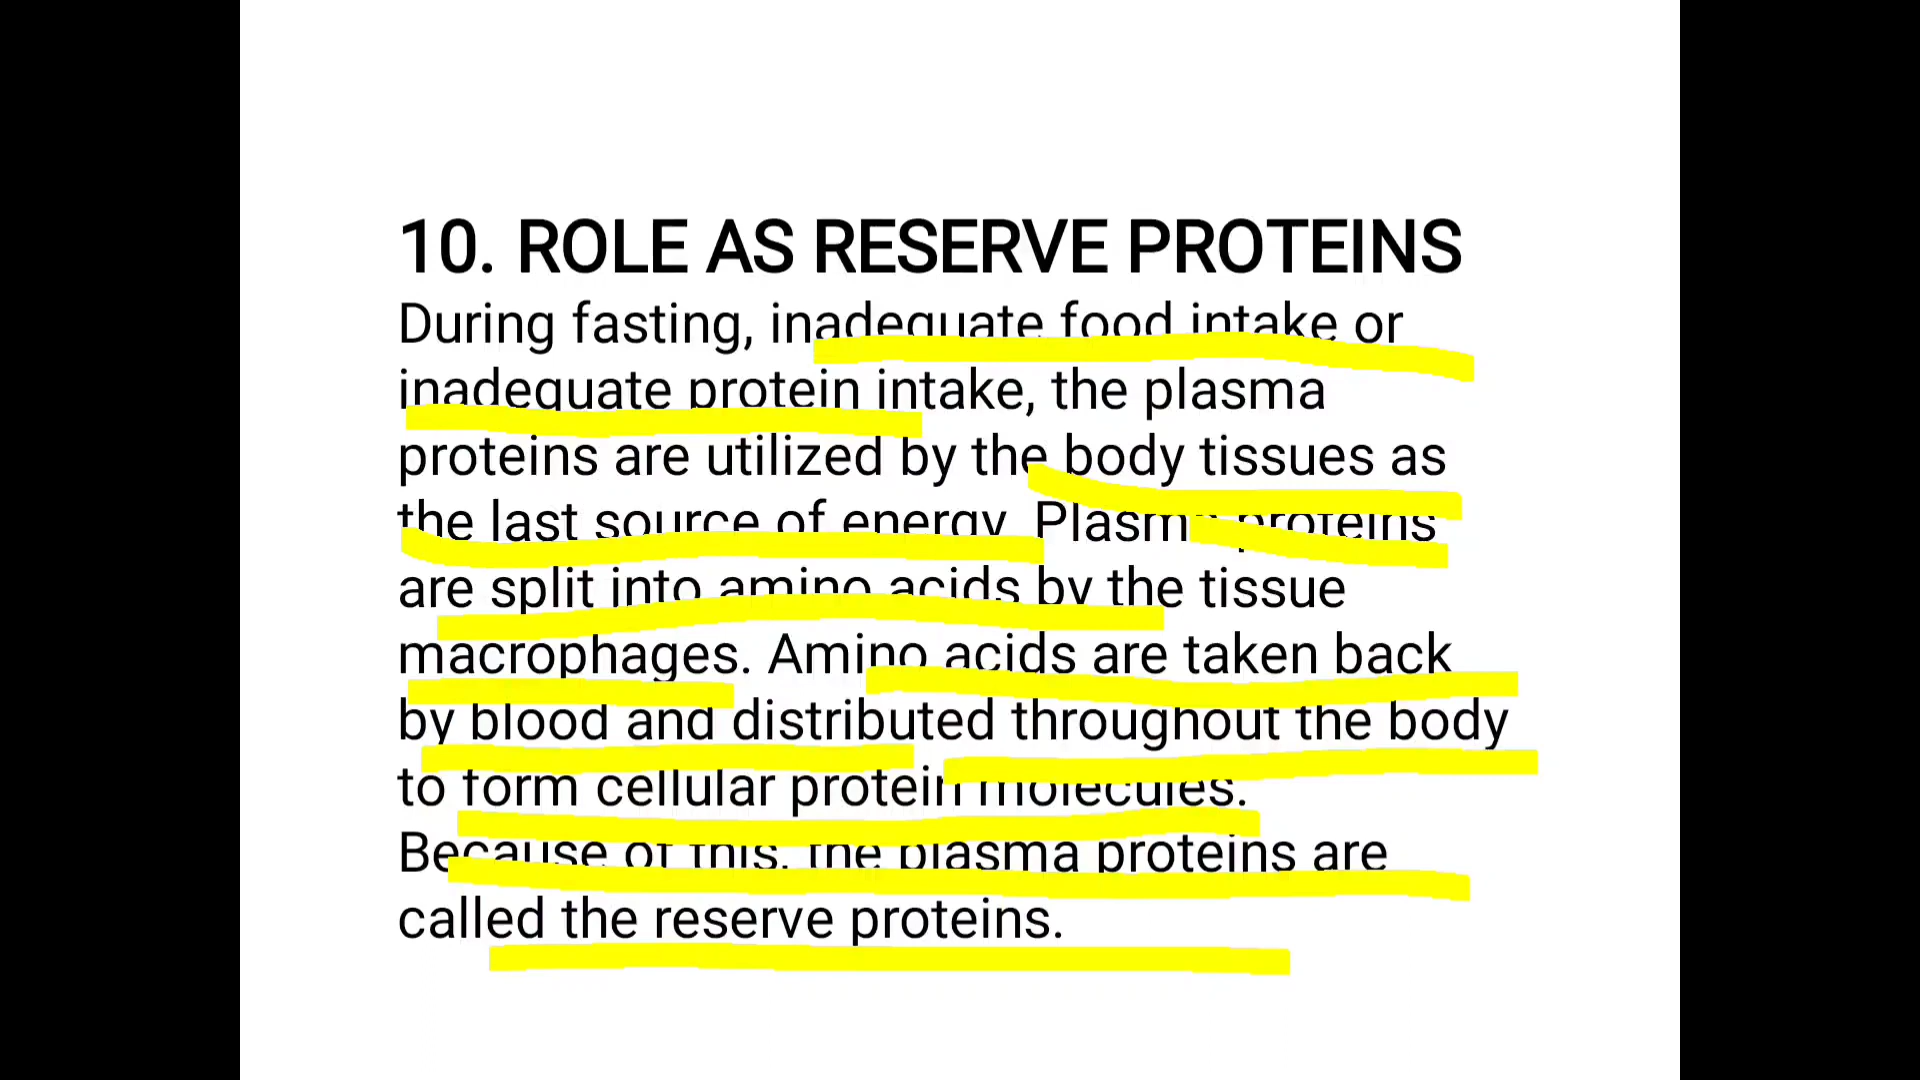 10. ROLE AS RESERVE PROTEINS
During fasting, inadequate food intake or
inadequate protein intake, the plasma
proteins are utilized by the body tissues as
the last source of energy. Plasma proteins
are split into amino acids by the tissue
macrophages. Amino acids are taken back
by blood and distributed throughout the body
to form cellular protein molecules.
Because of this, the plasma proteins are
called the reserve proteins.